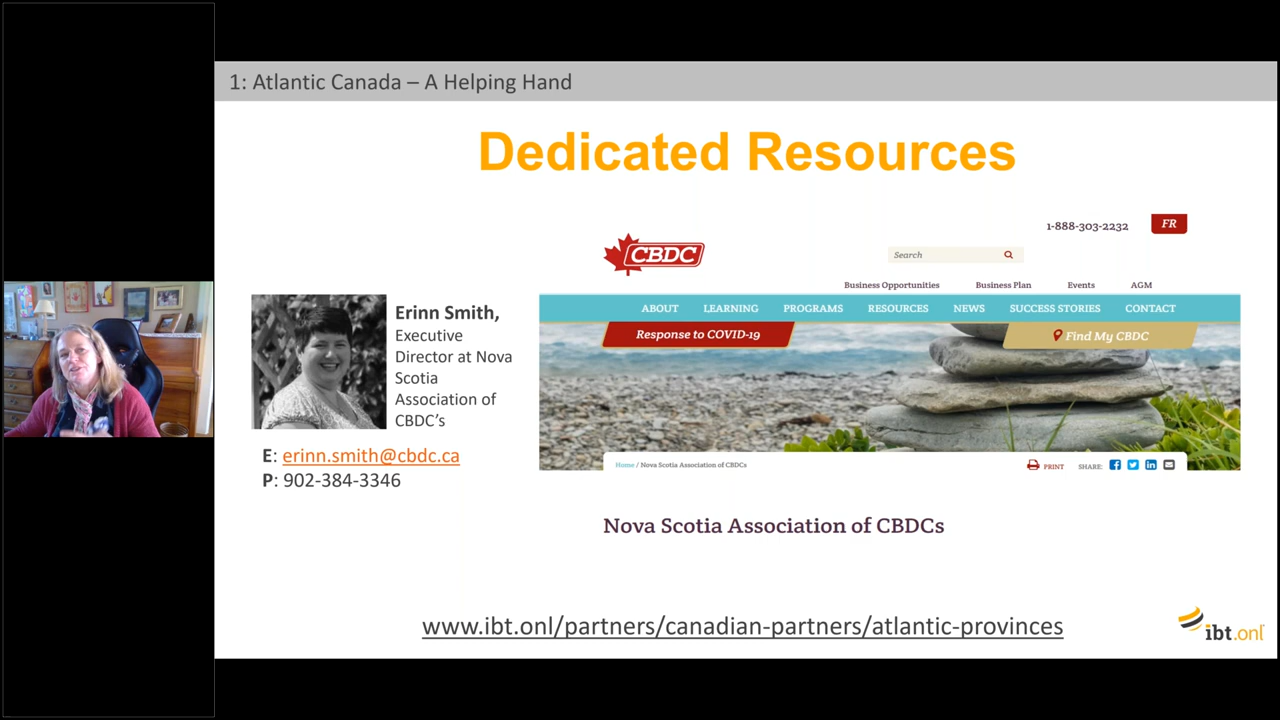 1: Atlantic Canada – A Helping Hand
Dedicated Resources
1-888-303-2232
FR
CBDC
Search
Business Opportunities
Business Plan
Events
AGM
ABOUT
LEARNING
PROGRAMS
RESOURCES
NEWS
SUCCESS STORIES
CONTACT
Response to COVID-19
Find My CBDC
Erinn Smith,
Executive
Director at Nova
Scotia
Association of
CBDC’s
E: erinn.smith@cbdc.ca
P: 902-384-3346
Home / Nova Scotia Association of CBDCs
PRINT
SHARE:
Nova Scotia Association of CBDCs
www.ibt.onl/partners/canadian-partners/atlantic-provinces
ibt.onl